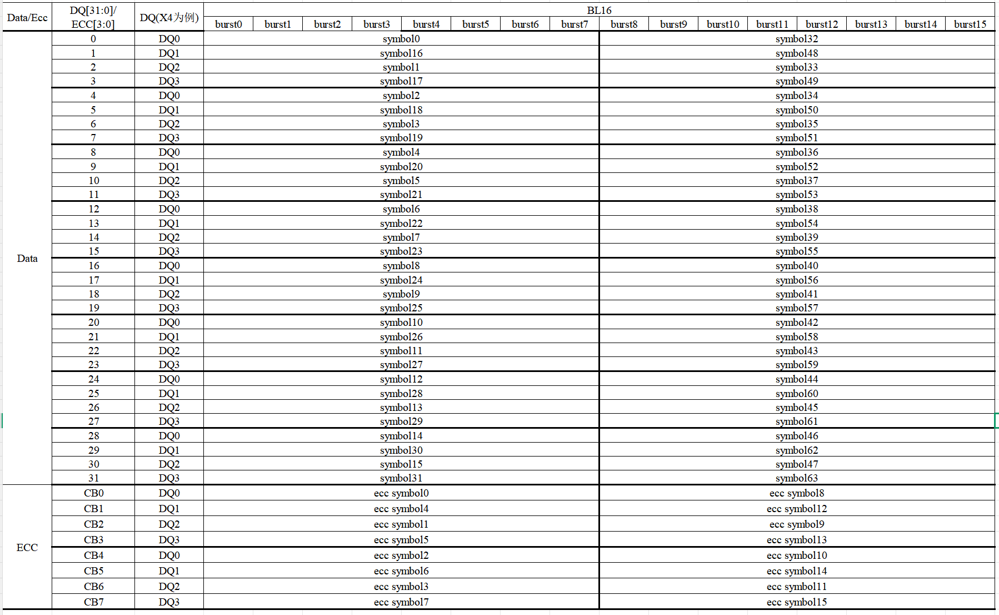 Data/Ecc DQ[31:0]/ ECC[3:0] DQ(X4为例) BL16
burst0 burst1 burst2 burst3 burst4 burst5 burst6 burst7 burst8 burst9 burst10 burst11 burst12 burst13 burst14 burst15
Data
0 DQ0 symbol0 symbol32
1 DQ1 symbol16 symbol48
2 DQ2 symbol1 symbol33
3 DQ3 symbol17 symbol49
4 DQ0 symbol2 symbol34
5 DQ1 symbol18 symbol50
6 DQ2 symbol3 symbol35
7 DQ3 symbol19 symbol51
8 DQ0 symbol4 symbol36
9 DQ1 symbol20 symbol52
10 DQ2 symbol5 symbol37
11 DQ3 symbol21 symbol53
12 DQ0 symbol6 symbol38
13 DQ1 symbol22 symbol54
14 DQ2 symbol7 symbol39
15 DQ3 symbol23 symbol55
16 DQ0 symbol8 symbol40
17 DQ1 symbol24 symbol56
18 DQ2 symbol9 symbol41
19 DQ3 symbol25 symbol57
20 DQ0 symbol10 symbol42
21 DQ1 symbol26 symbol58
22 DQ2 symbol11 symbol43
23 DQ3 symbol27 symbol59
24 DQ0 symbol12 symbol44
25 DQ1 symbol28 symbol60
26 DQ2 symbol13 symbol45
27 DQ3 symbol29 symbol61
28 DQ0 symbol14 symbol46
29 DQ1 symbol30 symbol62
30 DQ2 symbol15 symbol47
31 DQ3 symbol31 symbol63
ECC
CB0 DQ0 ecc symbol0 ecc symbol8
CB1 DQ1 ecc symbol4 ecc symbol12
CB2 DQ2 ecc symbol1 ecc symbol9
CB3 DQ3 ecc symbol5 ecc symbol13
CB4 DQ0 ecc symbol2 ecc symbol10
CB5 DQ1 ecc symbol6 ecc symbol14
CB6 DQ2 ecc symbol3 ecc symbol11
CB7 DQ3 ecc symbol7 ecc symbol15